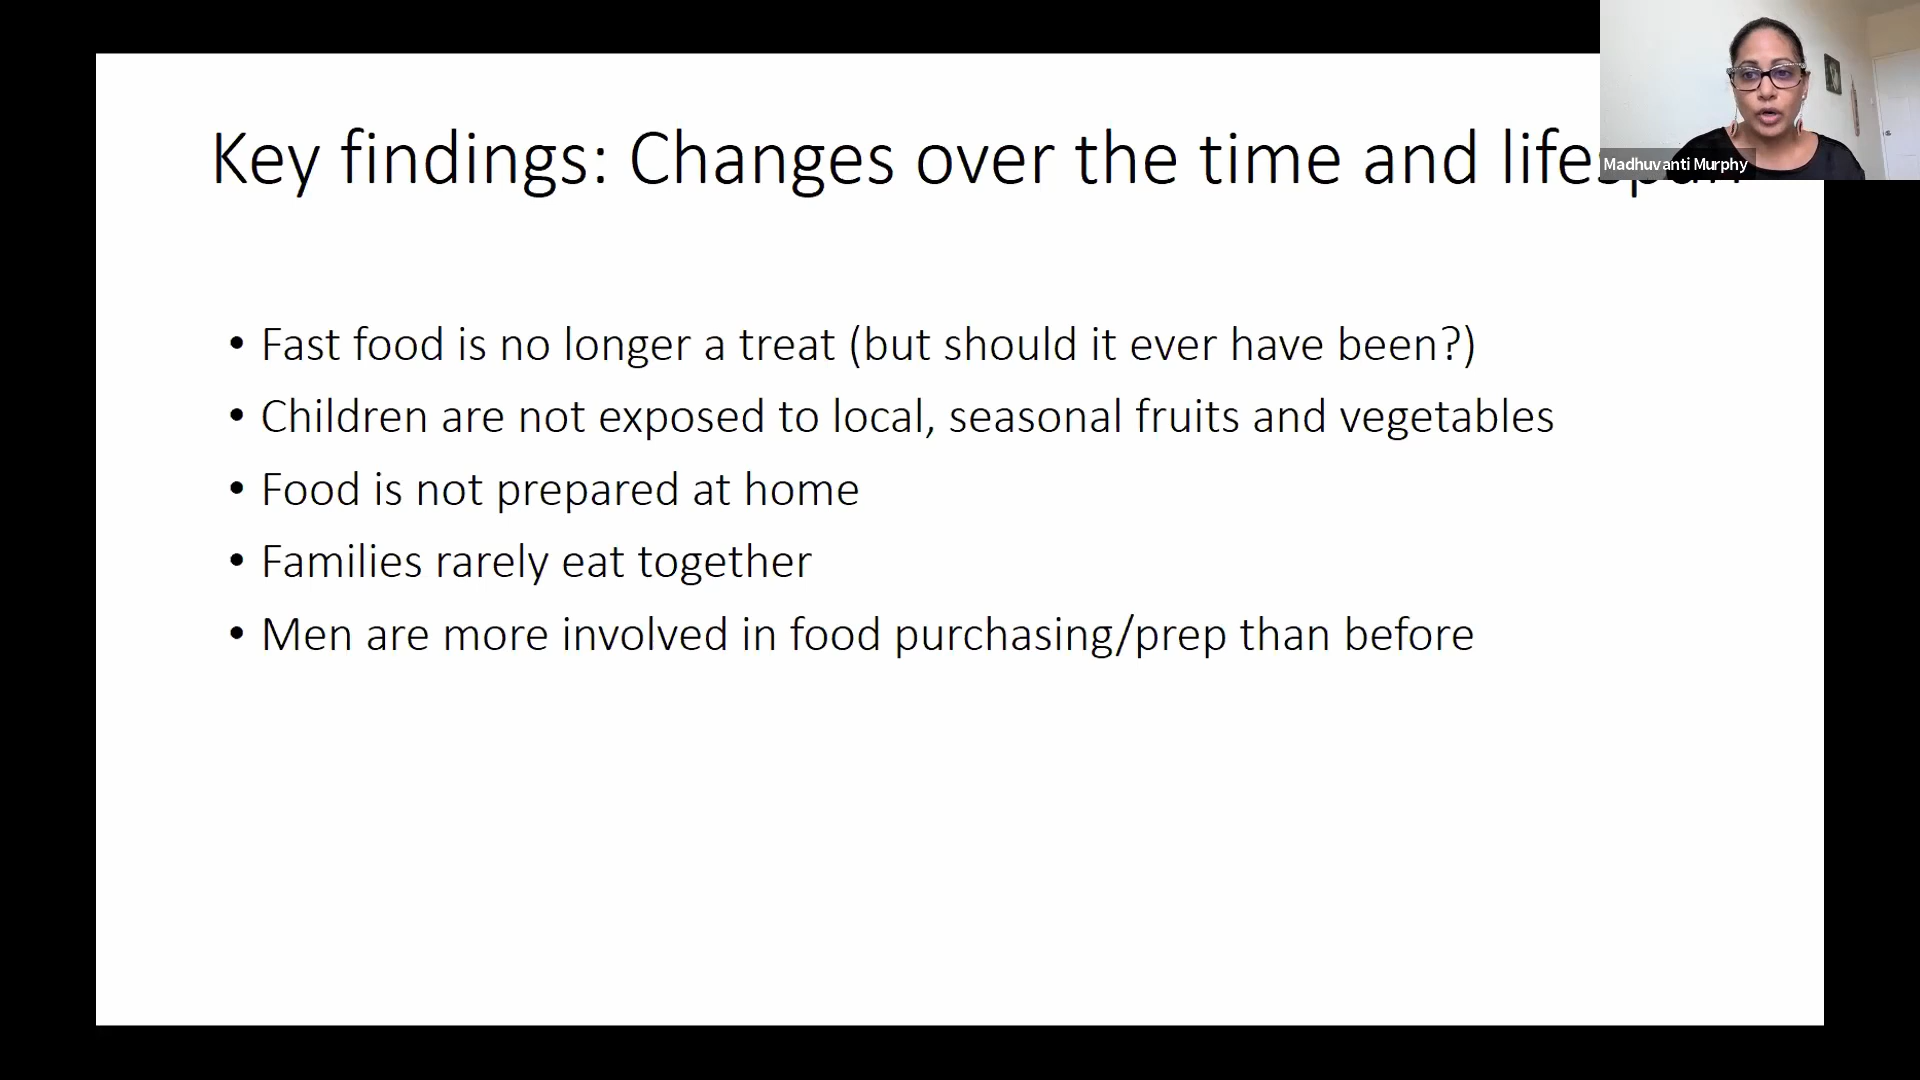 Key findings: Changes over the time and lifespan
Madhuvanti Murphy
• Fast food is no longer a treat (but should it ever have been?)
• Children are not exposed to local, seasonal fruits and vegetables
• Food is not prepared at home
• Families rarely eat together
• Men are more involved in food purchasing/prep than before